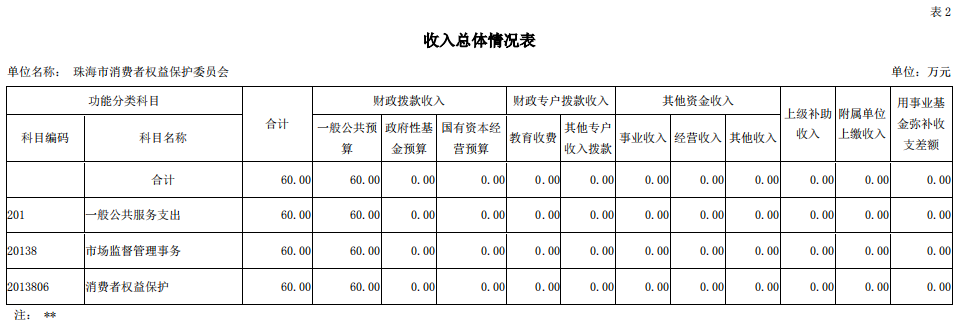 表 2
收入总体情况表
单位名称： 珠海市消费者权益保护委员会 单位：万元
功能分类科目 合计 财政拨款收入 财政专户拨款收入 其他资金收入 上级补助收入 附属单位上缴收入 用事业基金弥补收支差额
科目编码 科目名称 一般公共预算 政府性基金预算 国有资本经营预算 教育收费 其他专户收入拨款 事业收入 经营收入 其他收入
合计 60.00 60.00 0.00 0.00 0.00 0.00 0.00 0.00 0.00 0.00 0.00 0.00
201 一般公共服务支出 60.00 60.00 0.00 0.00 0.00 0.00 0.00 0.00 0.00 0.00 0.00 0.00
20138 市场监督管理事务 60.00 60.00 0.00 0.00 0.00 0.00 0.00 0.00 0.00 0.00 0.00 0.00
2013806 消费者权益保护 60.00 60.00 0.00 0.00 0.00 0.00 0.00 0.00 0.00 0.00 0.00 0.00
注： **